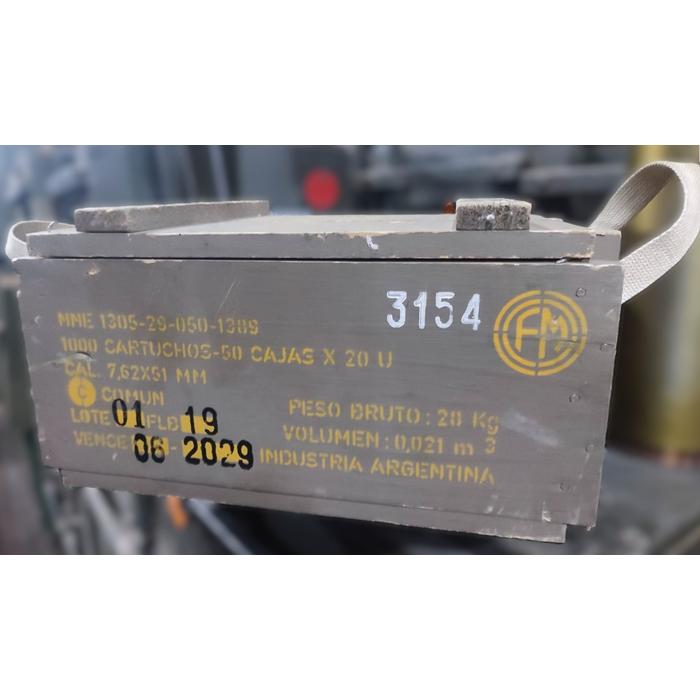 3154
MNE 1305-29-050-1389
1000 CARTUCHOS-50 CAJAS X 20 U
CAL. 7,62X51 MM
C COMUN
LOTE 01 FLB 19
VENCE 08-2029
PESO BRUTO: 28 Kg
VOLUMEN: 0,021 m 3
INDUSTRIA ARGENTINA
FM